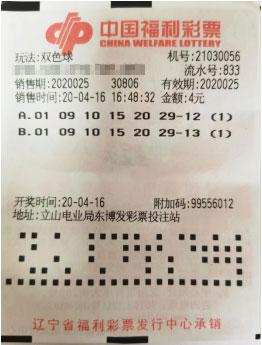 中国福利彩票
CHINA WELFARE LOTTERY
玩法:双色球 机号:21030056
流水号:833
销售期:2020025 30806 有效期:2020025
销售时间:20-04-16 16:48:32 金额:4元
A.01 09 10 15 20 29-12 (1)
B.01 09 10 15 20 29-13 (1)
开奖时间:20-04-16 附加码:99556012
地址:立山电业局东博发彩票投注站
辽宁省福利彩票发行中心承销